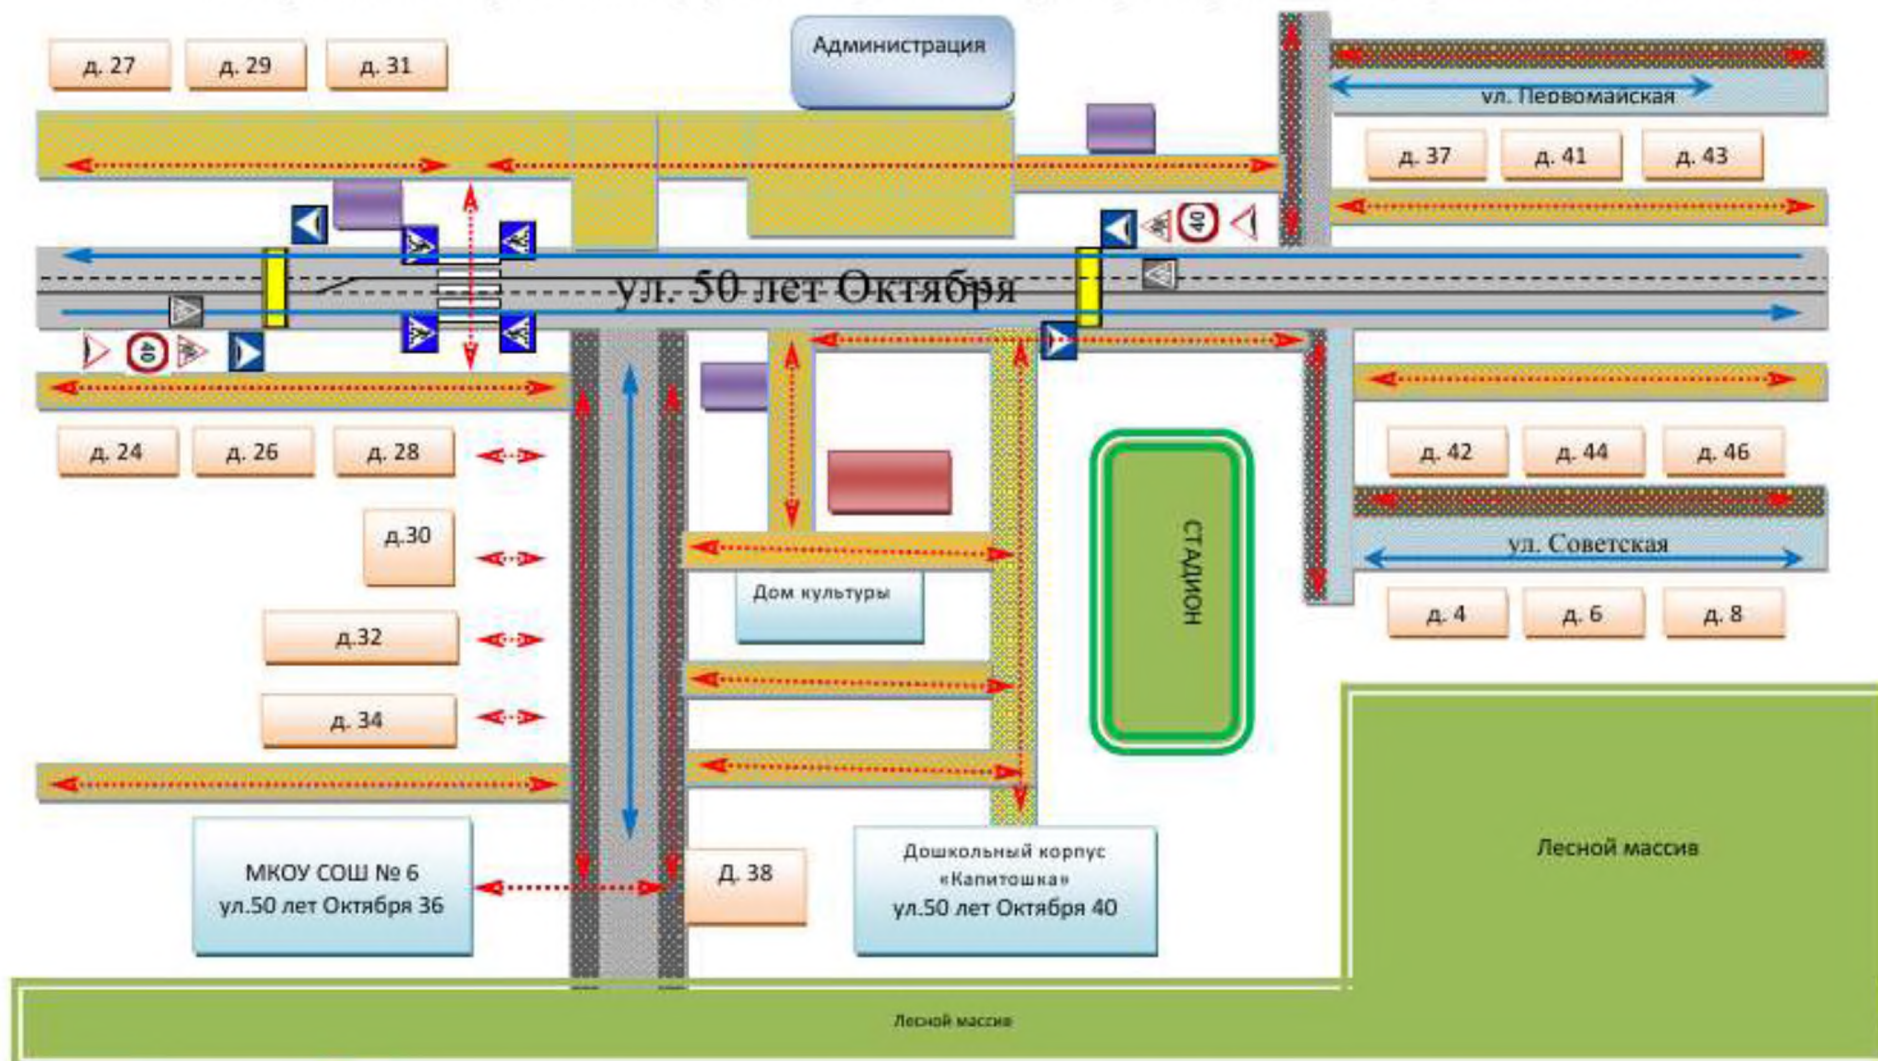 Администрация
д. 27
д. 29
д. 31
ул. Первомайская
д. 37
д. 41
д. 43
40
ул. 50 лет Октября
40
д. 24
д. 26
д. 28
д. 42
д. 44
д. 46
д.30
СТАДИОН
ул. Советская
Дом культуры
д. 4
д. 6
д. 8
д.32
д. 34
МКОУ СОШ № 6
ул.50 лет Октября 36
Д. 38
Дошкольный корпус
«Капитошка»
ул.50 лет Октября 40
Лесной массив
Лесной массив